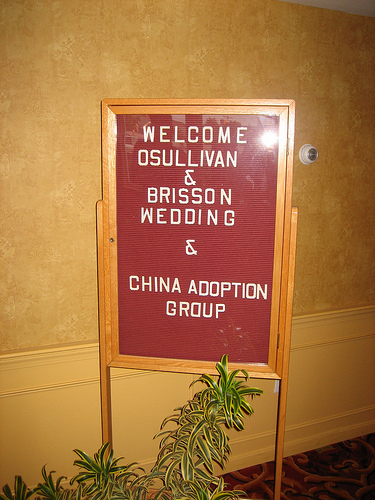 WELCOME
OSULLIVAN
&
BRISSON
WEDDING
&
CHINA ADOPTION
GROUP